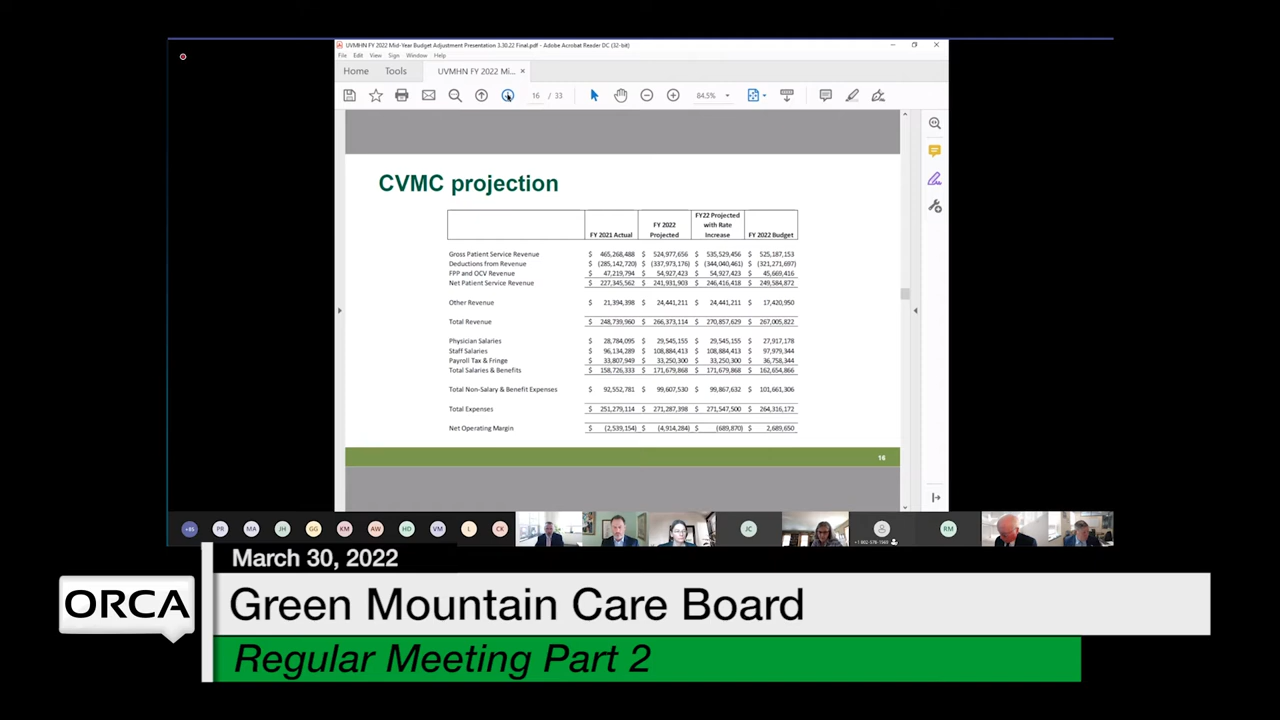 UVMHN FY 2022 Mid-Year Budget Adjustment Presentation 3.30.22 Final.pdf - Adobe Acrobat Reader DC (32-bit)
File Edit View Sign Window Help
Home Tools UVMHN FY 2022 Mi... ×
16 / 33 84.5%
CVMC projection
FY 2021 Actual FY 2022 Projected FY22 Projected with Rate Increase FY 2022 Budget
Gross Patient Service Revenue $ 465,268,488 $ 524,977,656 $ 535,529,456 $ 525,187,153
Deductions from Revenue $ (285,142,720) $ (337,973,176) $ (344,040,461) $ (321,271,697)
FPP and OCV Revenue $ 47,219,794 $ 54,927,423 $ 54,927,423 $ 45,669,416
Net Patient Service Revenue $ 227,345,562 $ 241,931,903 $ 246,416,418 $ 249,584,872
Other Revenue $ 21,394,398 $ 24,441,211 $ 24,441,211 $ 17,420,950
Total Revenue $ 248,739,960 $ 266,373,114 $ 270,857,629 $ 267,005,822
Physician Salaries $ 28,784,095 $ 29,545,155 $ 29,545,155 $ 27,917,178
Staff Salaries $ 96,134,289 $ 108,884,413 $ 108,884,413 $ 97,979,344
Payroll Tax & Fringe $ 33,807,949 $ 33,250,300 $ 33,250,300 $ 36,758,344
Total Salaries & Benefits $ 158,726,333 $ 171,679,868 $ 171,679,868 $ 162,654,866
Total Non-Salary & Benefit Expenses $ 92,552,781 $ 99,607,530 $ 99,867,632 $ 101,661,306
Total Expenses $ 251,279,114 $ 271,287,398 $ 271,547,500 $ 264,316,172
Net Operating Margin $ (2,539,154) $ (4,914,284) $ (689,870) $ 2,689,650
16
+85 PR MA JH GG KM AW HD VM L CK JC RM
March 30, 2022
ORCA
Green Mountain Care Board
Regular Meeting Part 2